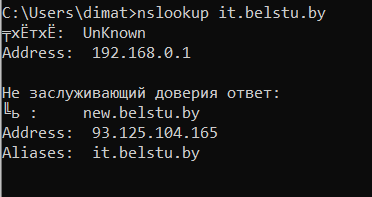 C:\Users\dimat>nslookup it.belstu.by
╤хЁтхЁ:  UnKnown
Address:  192.168.0.1
Не заслуживающий доверия ответ:
╚ь :     new.belstu.by
Address:  93.125.104.165
Aliases:  it.belstu.by